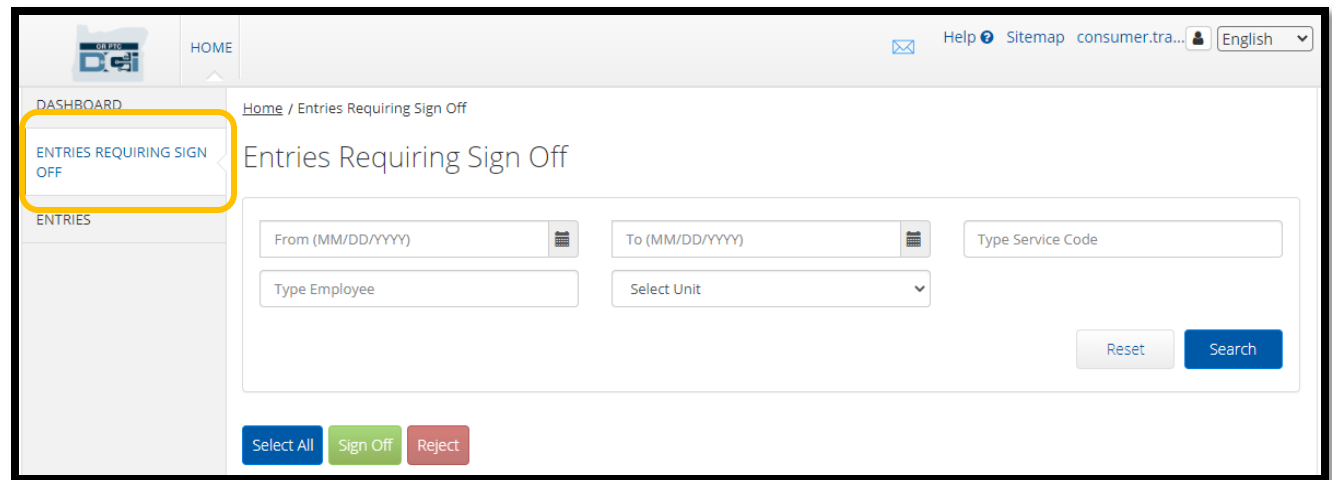 OR PTC
DCi
HOME
Help Sitemap consumer.tra... English
DASHBOARD
ENTRIES REQUIRING SIGN
OFF
ENTRIES
Home / Entries Requiring Sign Off
Entries Requiring Sign Off
From (MM/DD/YYYY) To (MM/DD/YYYY) Type Service Code
Type Employee Select Unit
Reset Search
Select All Sign Off Reject